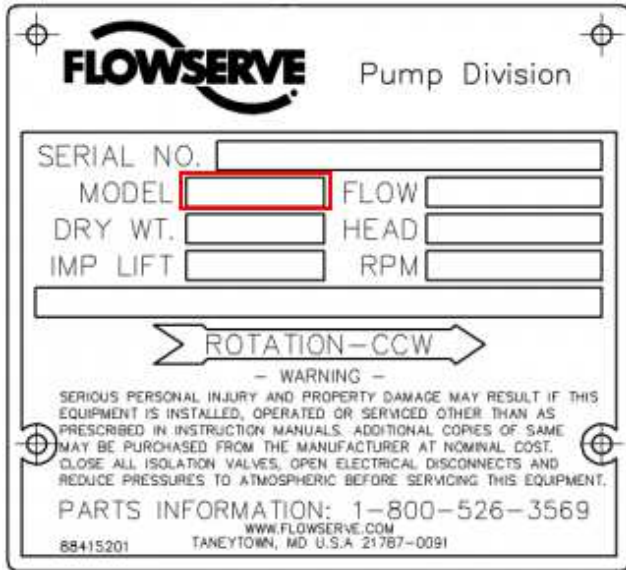 FLOWSERVE
Pump Division
SERIAL NO.
MODEL FLOW
DRY WT. HEAD
IMP LIFT RPM
ROTATION-CCW
- WARNING -
SERIOUS PERSONAL INJURY AND PROPERTY DAMAGE MAY RESULT IF THIS
EQUIPMENT IS INSTALLED, OPERATED OR SERVICED OTHER THAN AS
PRESCRIBED IN INSTRUCTION MANUALS. ADDITIONAL COPIES OF SAME
MAY BE PURCHASED FROM THE MANUFACTURER AT NOMINAL COST.
CLOSE ALL ISOLATION VALVES, OPEN ELECTRICAL DISCONNECTS AND
REDUCE PRESSURES TO ATMOSPHERIC BEFORE SERVICING THIS EQUIPMENT.
PARTS INFORMATION: 1-800-526-3569
WWW.FLOWSERVE.COM
88415201 TANEYTOWN, MD U.S.A 21787-0091